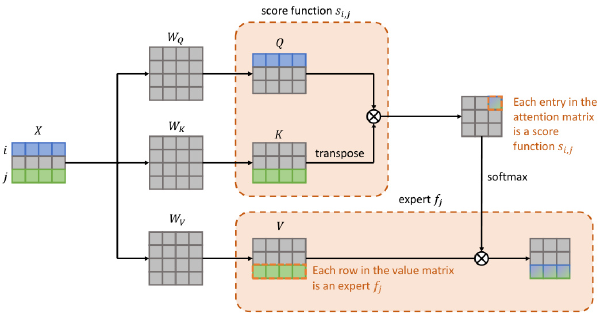 score function s_{i,j}
W_Q
Q
X
i
j
W_K
K
transpose
Each entry in the
attention matrix
is a score
function s_{i,j}
softmax
expert f_j
W_V
V
Each row in the value matrix
is an expert f_j